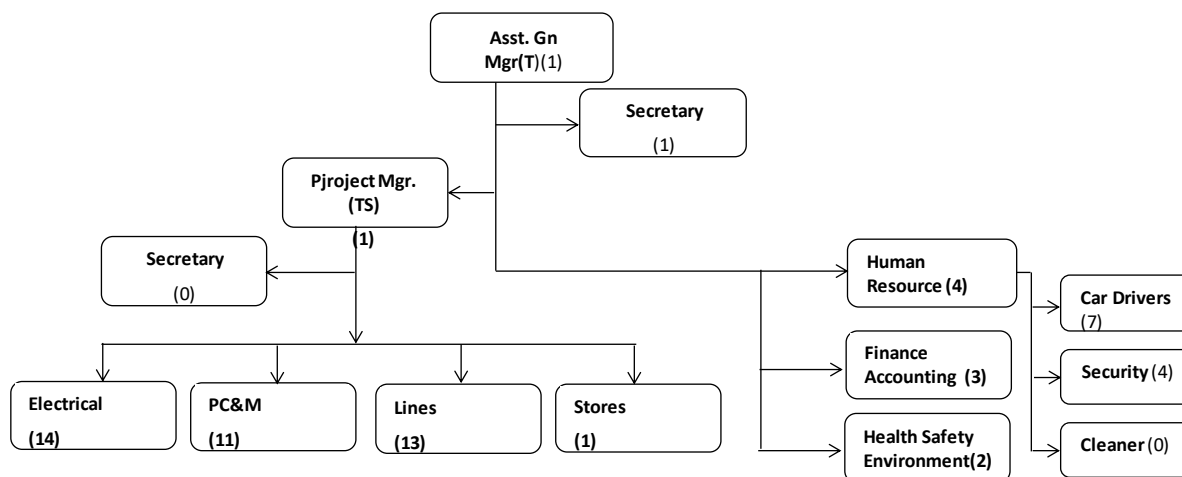 Asst. Gn
Mgr(T)(1)
Secretary
(1)
Pjroject Mgr.
(TS)
(1)
Secretary
(0)
Human
Resource (4)
Car Drivers
(7)
Finance
Accounting (3)
Security (4)
Electrical
(14)
PC&M
(11)
Lines
(13)
Stores
(1)
Health Safety
Environment(2)
Cleaner (0)